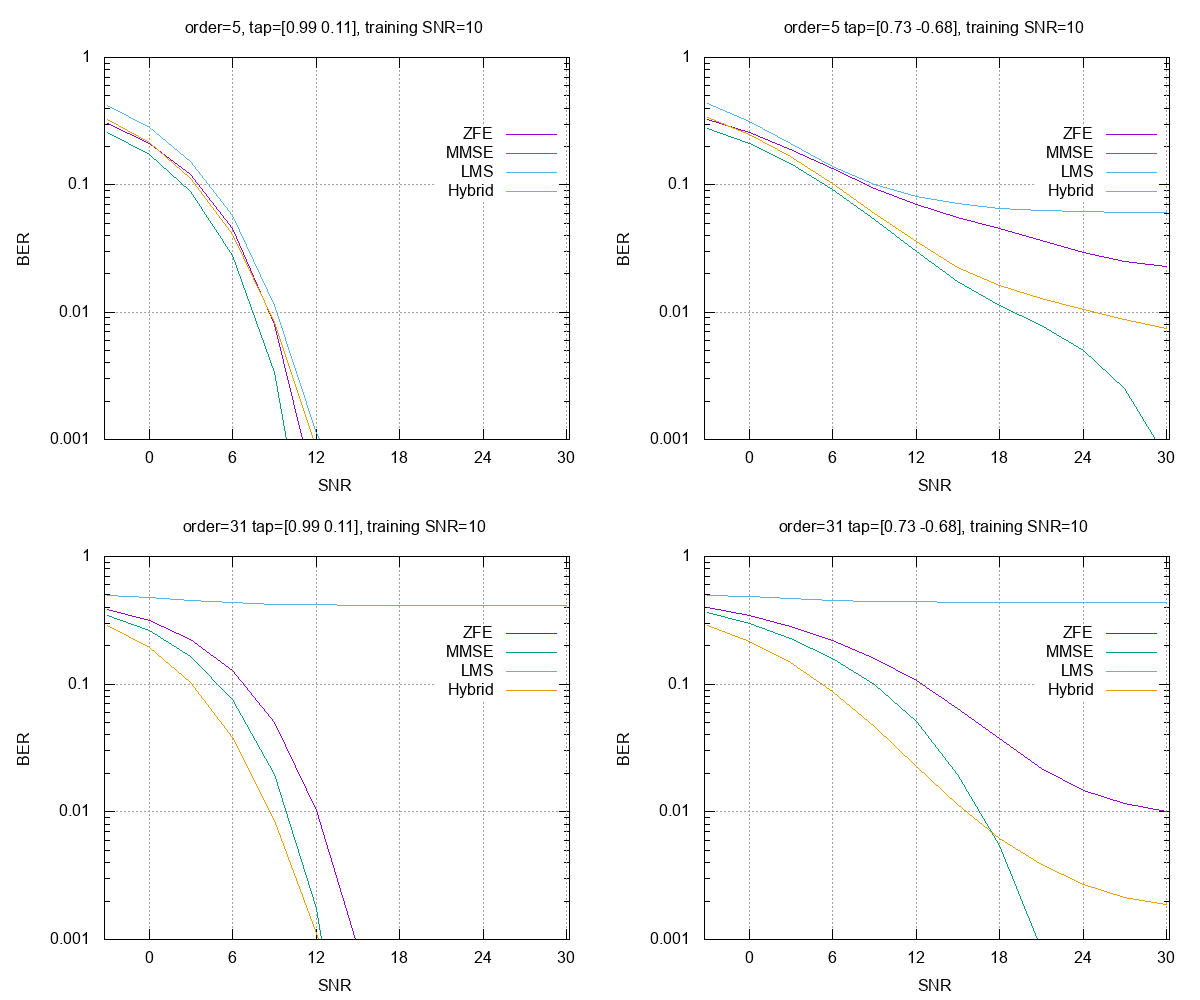 order=5, tap=[0.99 0.11], training SNR=10
1
0.1
0.01
0.001
BER
ZFE
MMSE
LMS
Hybrid
0 6 12 18 24 30
SNR
order=5 tap=[0.73 -0.68], training SNR=10
1
0.1
0.01
0.001
BER
ZFE
MMSE
LMS
Hybrid
0 6 12 18 24 30
SNR
order=31 tap=[0.99 0.11], training SNR=10
1
0.1
0.01
0.001
BER
ZFE
MMSE
LMS
Hybrid
0 6 12 18 24 30
SNR
order=31 tap=[0.73 -0.68], training SNR=10
1
0.1
0.01
0.001
BER
ZFE
MMSE
LMS
Hybrid
0 6 12 18 24 30
SNR